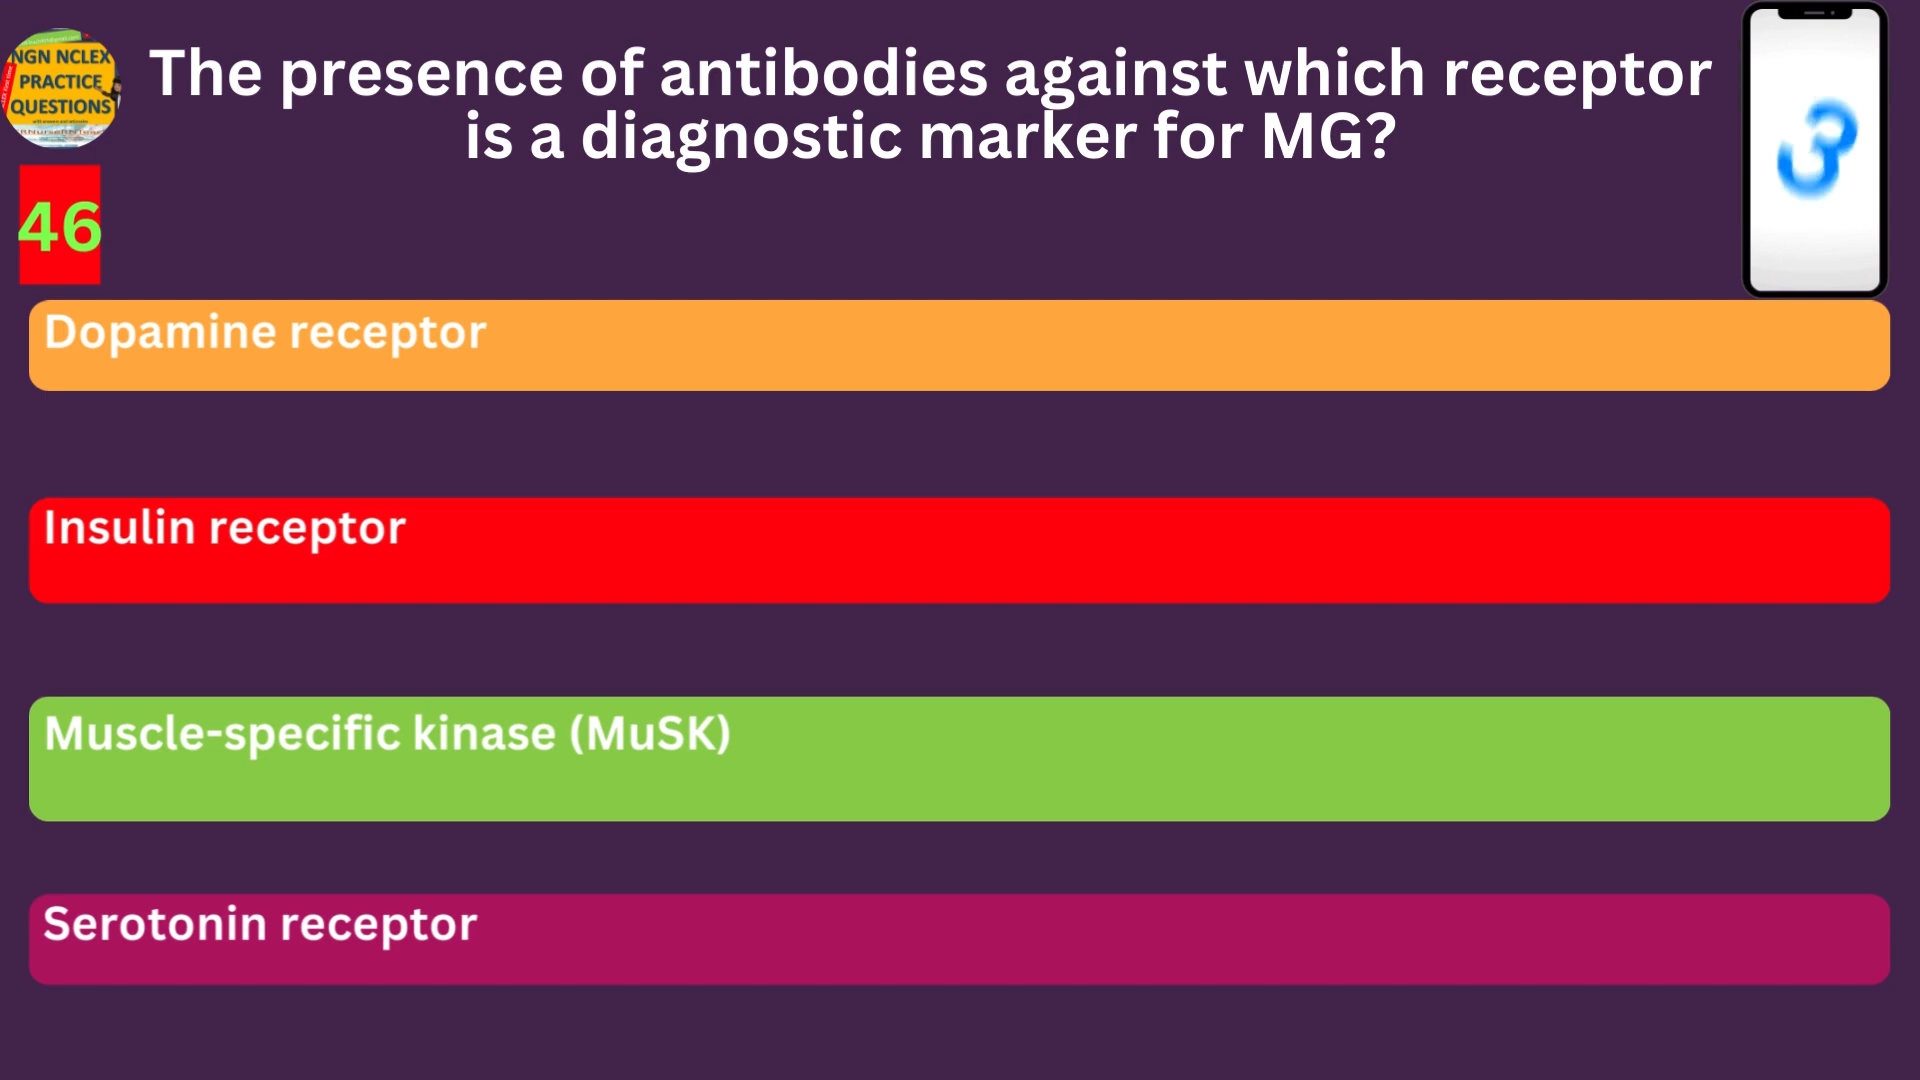 NGN NCLEX
PRACTICE
QUESTIONS
The presence of antibodies against which receptor
is a diagnostic marker for MG?
3
46
Dopamine receptor
Insulin receptor
Muscle-specific kinase (MuSK)
Serotonin receptor